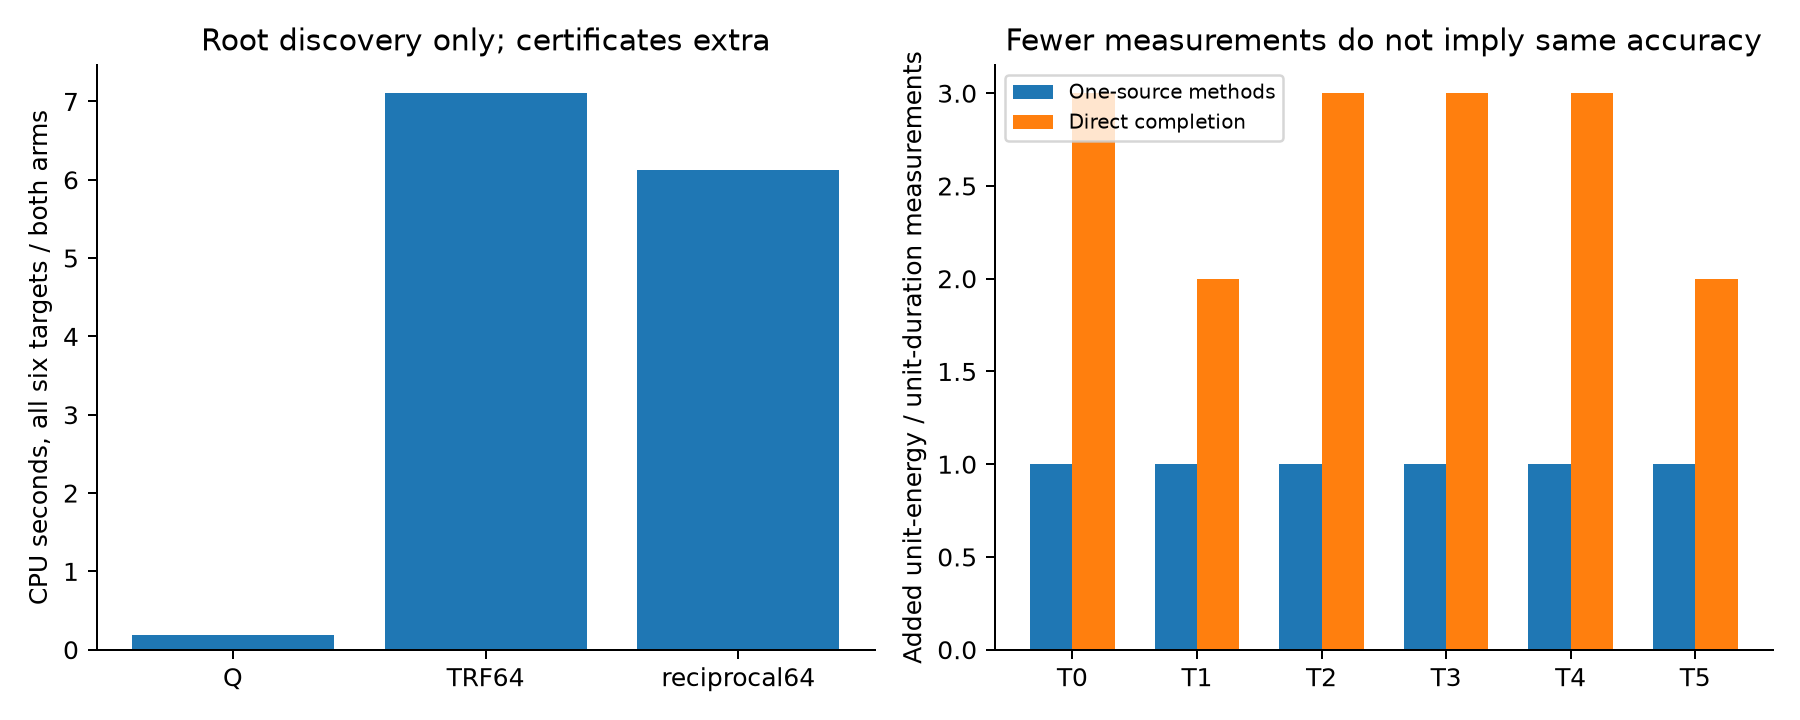 Root discovery only; certificates extra
CPU seconds, all six targets / both arms
7
6
5
4
3
2
1
0
Q
TRF64
reciprocal64
Fewer measurements do not imply same accuracy
Added unit-energy / unit-duration measurements
One-source methods
Direct completion
3.0
2.5
2.0
1.5
1.0
0.5
0.0
T0
T1
T2
T3
T4
T5